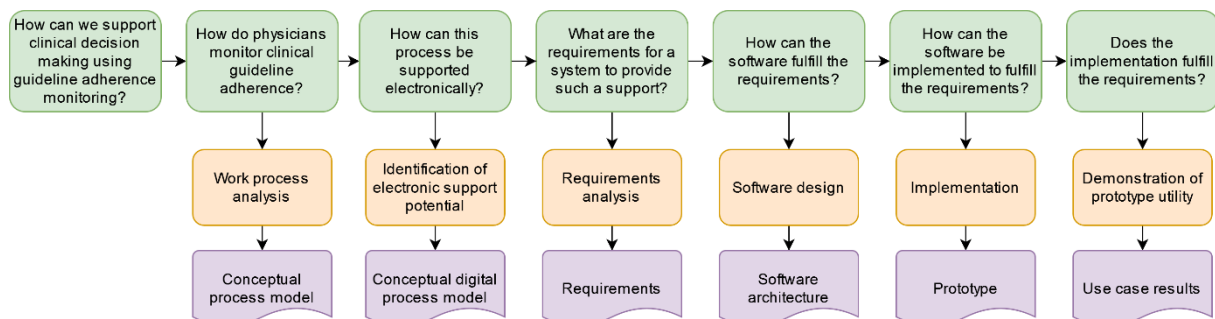 How can we support
clinical decision
making using
guideline adherence
monitoring?
How do physicians
monitor clinical
guideline
adherence?
How can this
process be
supported
electronically?
What are the
requirements for a
system to provide
such a support?
How can the
software fulfill the
requirements?
How can the
software be
implemented to fulfill
the requirements?
Does the
implementation fulfill
the requirements?
Work process
analysis
Identification of
electronic support
potential
Requirements
analysis
Software design
Implementation
Demonstration of
prototype utility
Conceptual
process model
Conceptual digital
process model
Requirements
Software
architecture
Prototype
Use case results